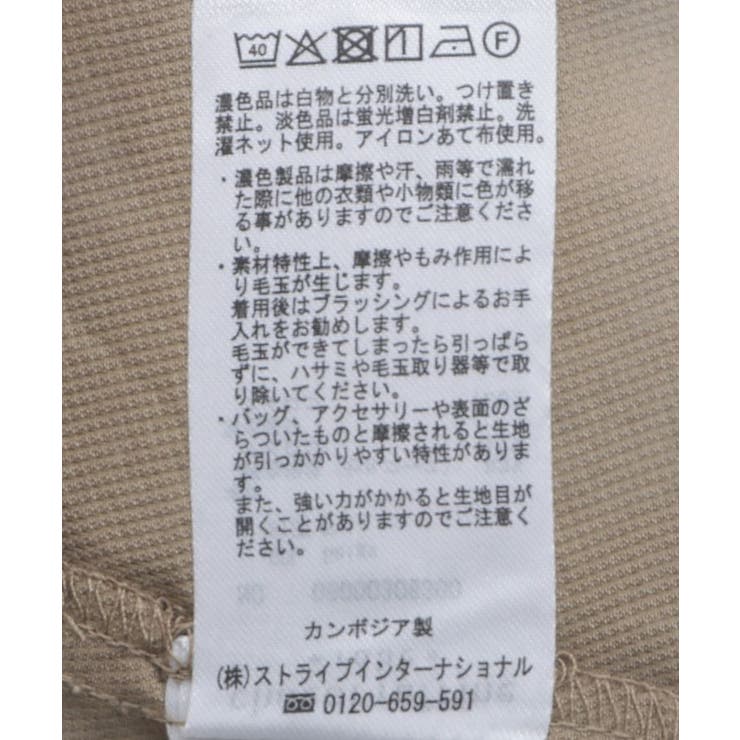 40 F
濃色品は白物と分別洗い。つけ置き
禁止。淡色品は蛍光増白剤禁止。洗
濯ネット使用。アイロンあて布使用。
・濃色製品は摩擦や汗、雨等で濡れ
た際に他の衣類や小物類に色が移
る事がありますのでご注意くださ
い。
・素材特性上、摩擦やもみ作用によ
り毛玉が生じます。
着用後はブラッシングによるお手
入れをお勧めします。
毛玉ができてしまったら引っぱら
ずに、ハサミや毛玉取り器等で取
り除いてください。
・バッグ、アクセサリーや表面のざ
らついたものと摩擦されると生地
が引っかかりやすい特性がありま
す。
また、強い力がかかると生地目が
開くことがありますのでご注意く
ださい。
カンボジア製
(株)ストライプインターナショナル
0120-659-591